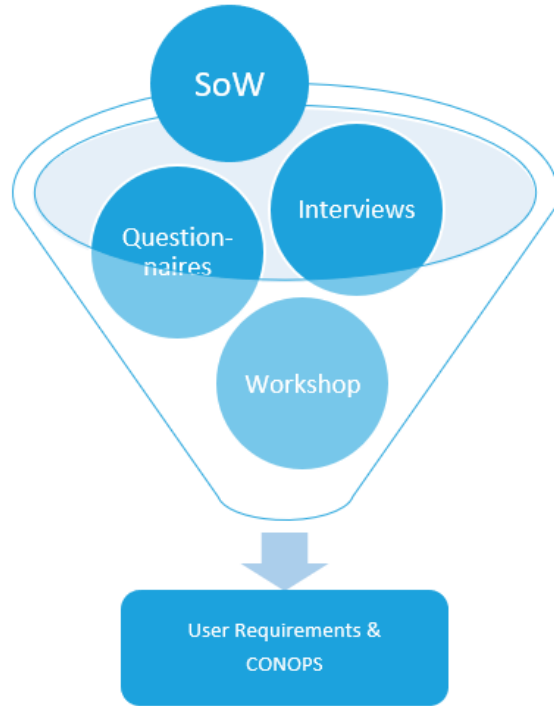 SoW
Interviews
Question-
naires
Workshop
User Requirements &
CONOPS